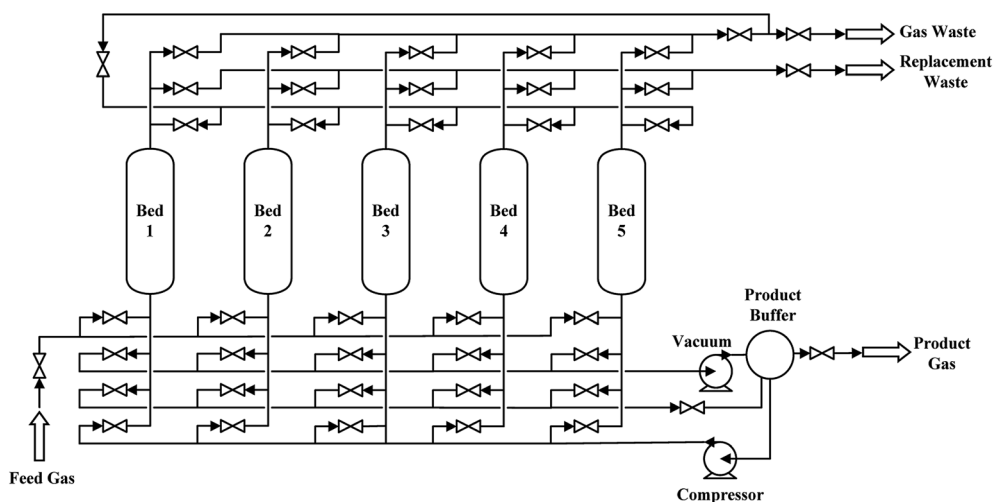 Gas Waste
Replacement
Waste
Bed
1
Bed
2
Bed
3
Bed
4
Bed
5
Product
Buffer
Vacuum
Product
Gas
Feed Gas
Compressor